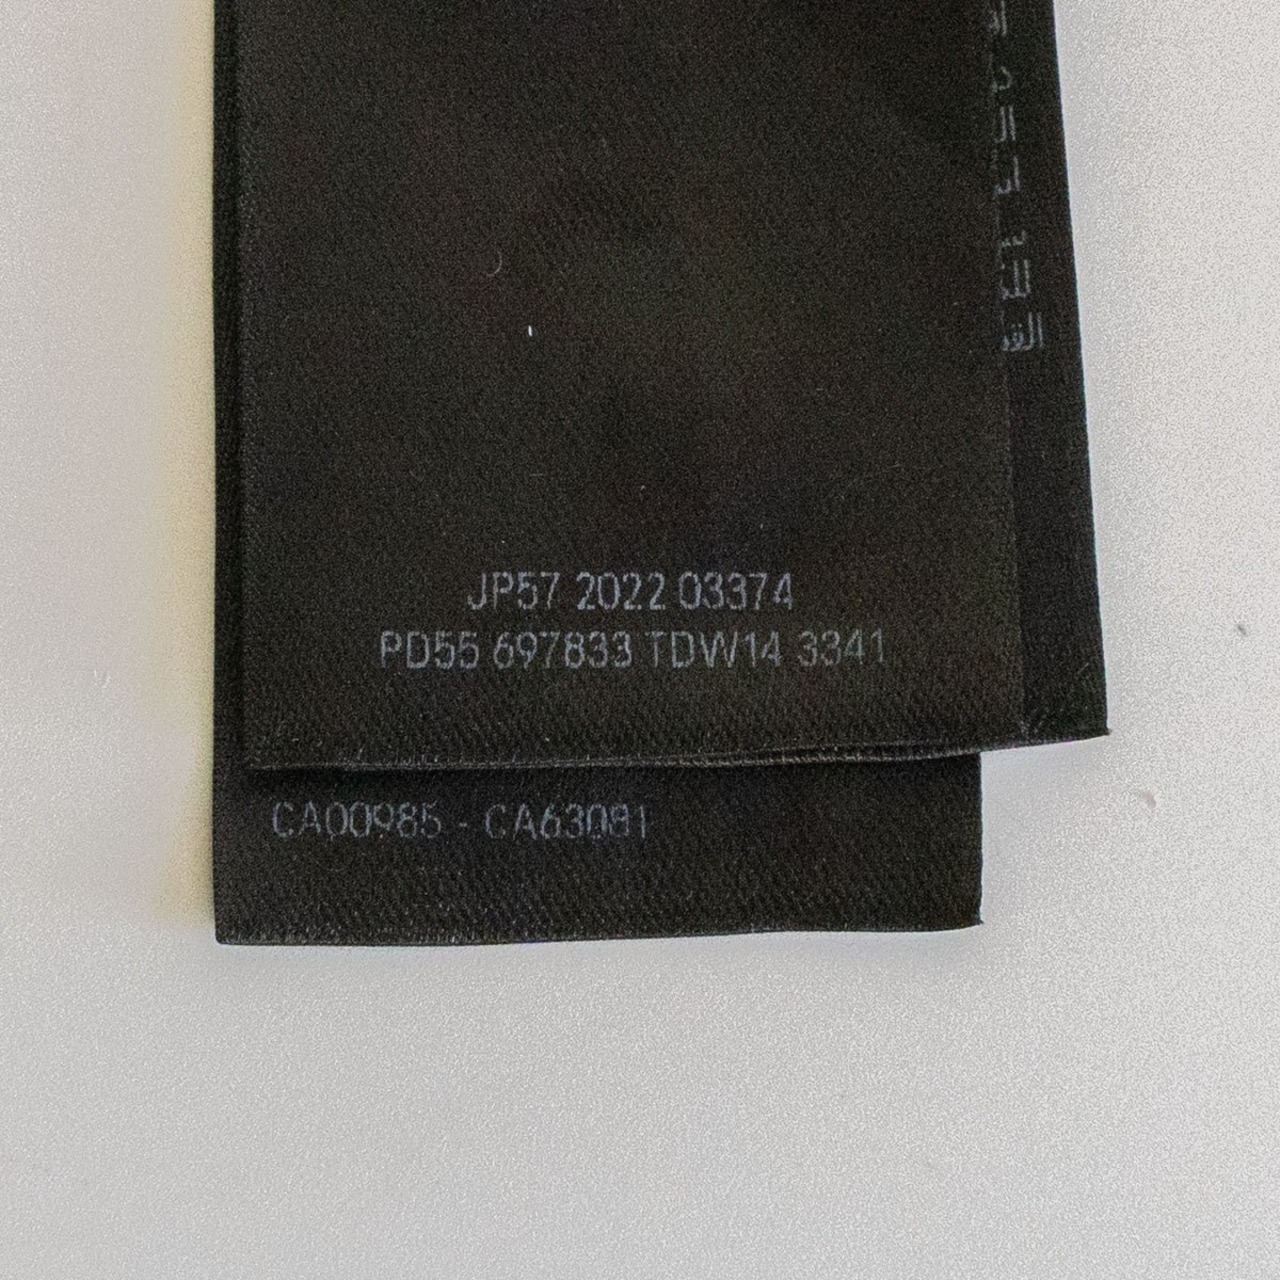 JP57 2022 03374
PD55 697833 TDW14 3341
CA00985 - CA63081